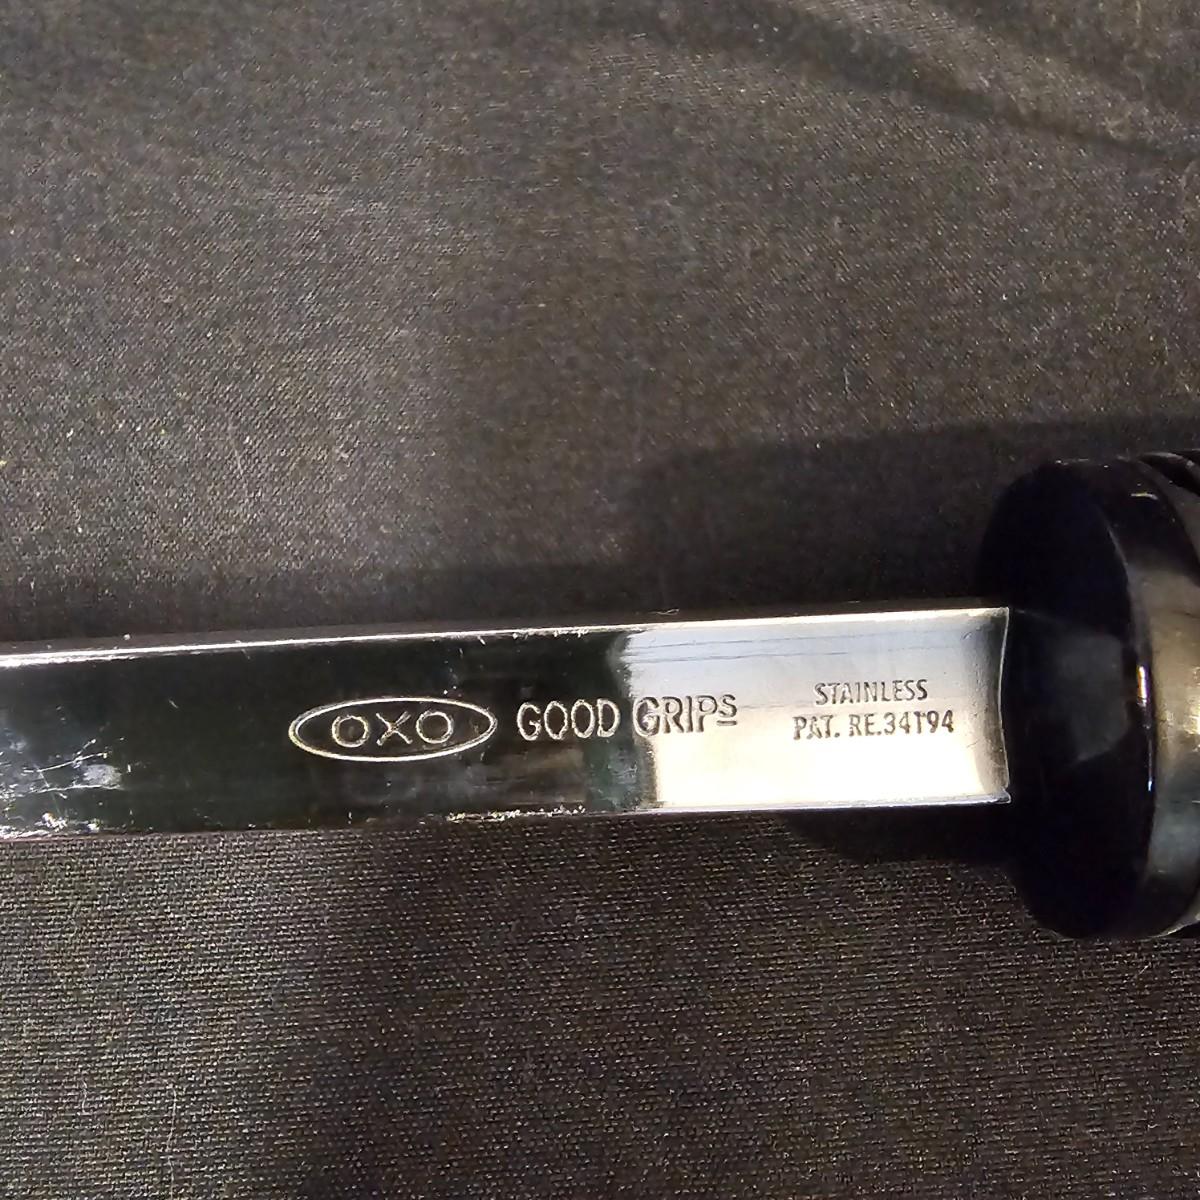 OXO GOOD GRIPS
STAINLESS
PAT. RE.34194